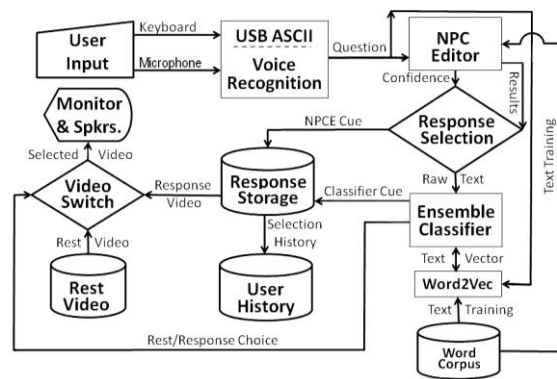 User
Input
Keyboard
Microphone
USB ASCII
Voice
Recognition
Question
NPC
Editor
Confidence
Results
Text Training
Monitor
& Spkrs.
NPCE Cue
Response
Selection
Selected Video
Video
Switch
Response
Video
Response
Storage
Raw Text
Classifier Cue
Ensemble
Classifier
Rest Video
Selection
History
Rest
Video
User
History
Text Vector
Word2Vec
Text Training
Rest/Response Choice
Word
Corpus